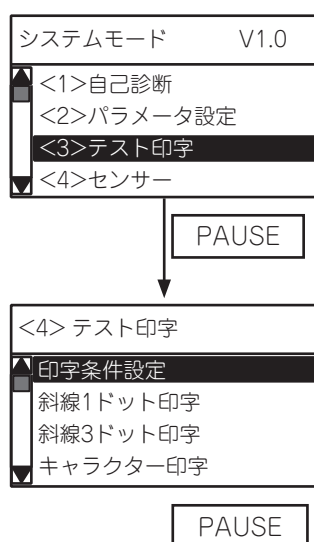 システムモード V1.0
<1>自己診断
<2>パラメータ設定
<3>テスト印字
<4>センサー
PAUSE
<4> テスト印字
印字条件設定
斜線1ドット印字
斜線3ドット印字
キャラクター印字
PAUSE